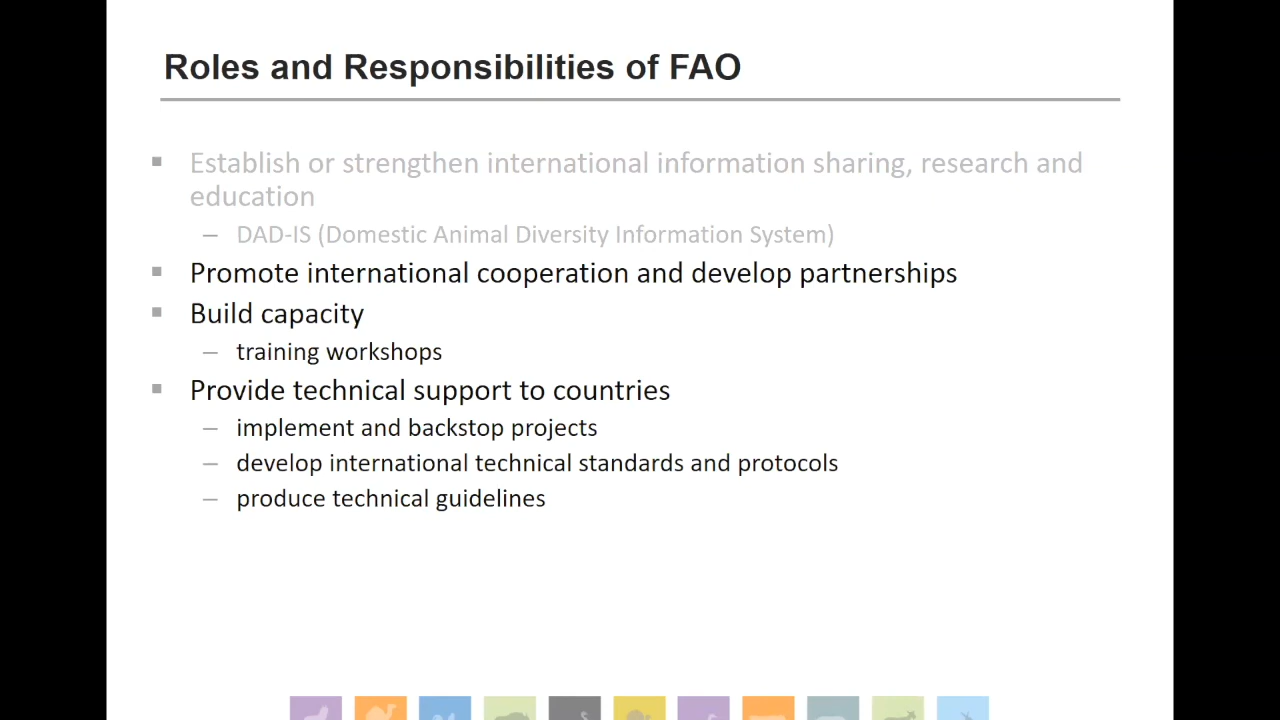 Roles and Responsibilities of FAO
▪ Establish or strengthen international information sharing, research and
education
– DAD-IS (Domestic Animal Diversity Information System)
▪ Promote international cooperation and develop partnerships
▪ Build capacity
– training workshops
▪ Provide technical support to countries
– implement and backstop projects
– develop international technical standards and protocols
– produce technical guidelines